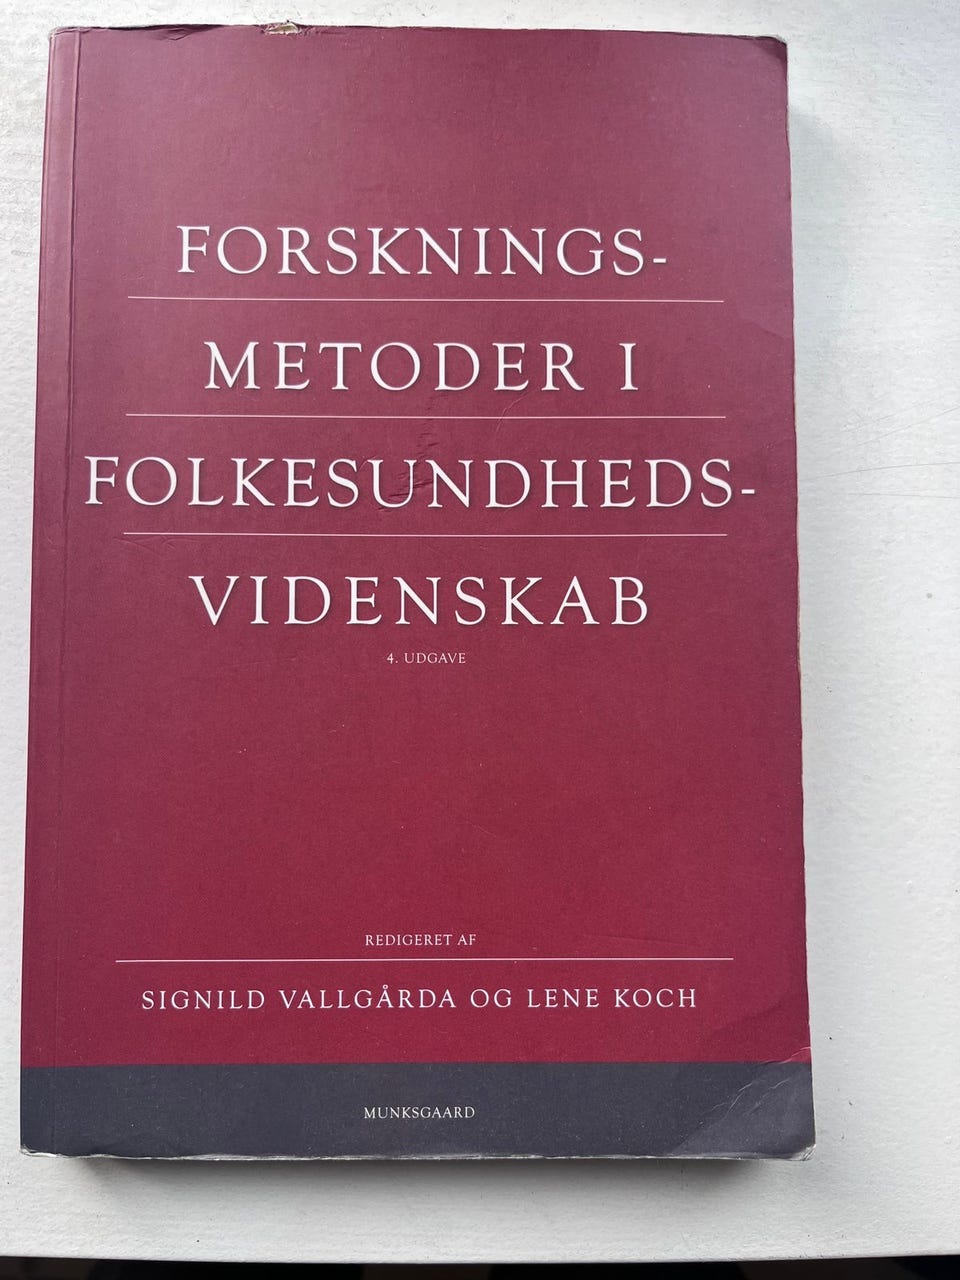 FORSKNINGS-
METODER I
FOLKESUNDHEDS-
VIDENSKAB
4. UDGAVE
REDIGERET AF
SIGNILD VALLGÅRDA OG LENE KOCH
MUNKSGAARD